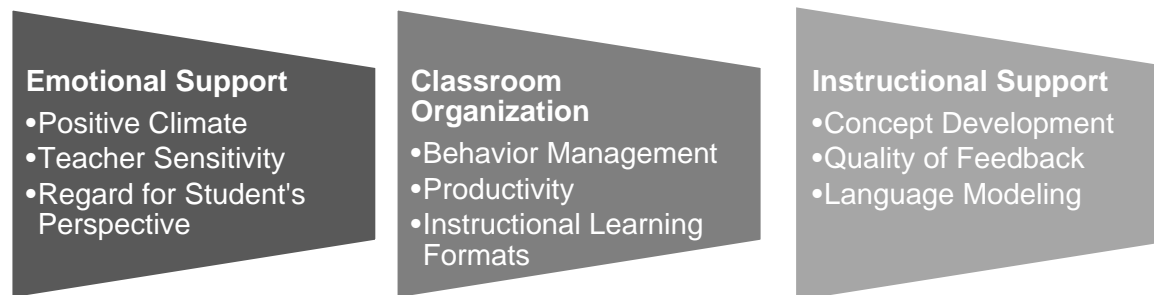 Emotional Support
•Positive Climate
•Teacher Sensitivity
•Regard for Student's
Perspective
Classroom
Organization
•Behavior Management
•Productivity
•Instructional Learning
Formats
Instructional Support
•Concept Development
•Quality of Feedback
•Language Modeling